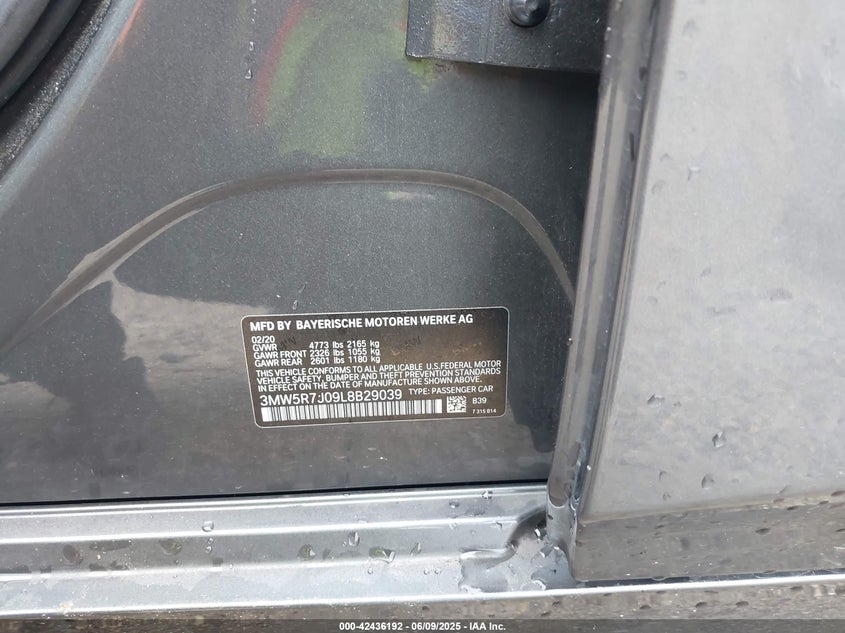 MFD BY BAYERISCHE MOTOREN WERKE AG
02/20
GVWR 4773 lbs 2165 kg
GAWR FRONT 2326 lbs 1055 kg
GAWR REAR 2601 lbs 1180 kg
THIS VEHICLE CONFORMS TO ALL APPLICABLE U.S.FEDERAL MOTOR
VEHICLE SAFETY, BUMPER AND THEFT PREVENTION STANDARDS
IN EFFECT ON THE DATE OF MANUFACTURE SHOWN ABOVE.
3MW5R7J09L8B29039 TYPE: PASSENGER CAR
B39
7 315 814
000-42436192 - 06/09/2025 - IAA Inc.